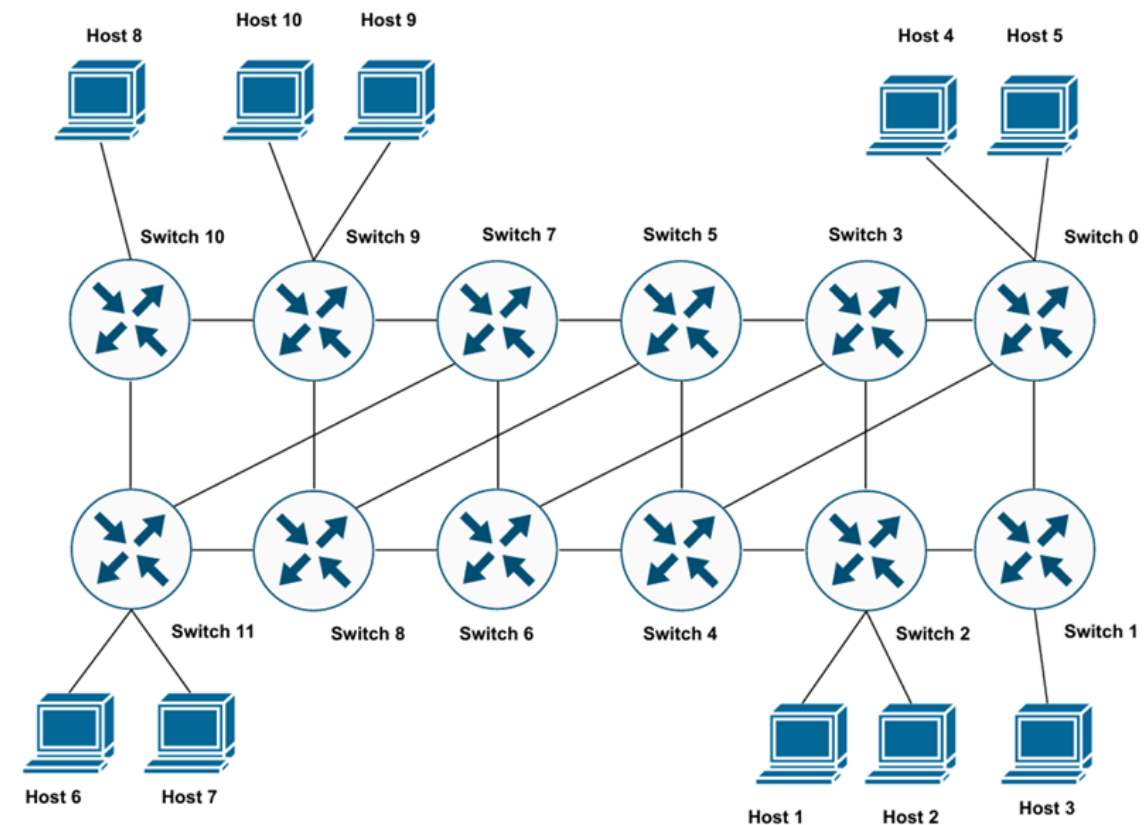 Host 8
Host 10
Host 9
Host 4
Host 5
Switch 10
Switch 9
Switch 7
Switch 5
Switch 3
Switch 0
Switch 11
Switch 8
Switch 6
Switch 4
Switch 2
Switch 1
Host 6
Host 7
Host 1
Host 2
Host 3